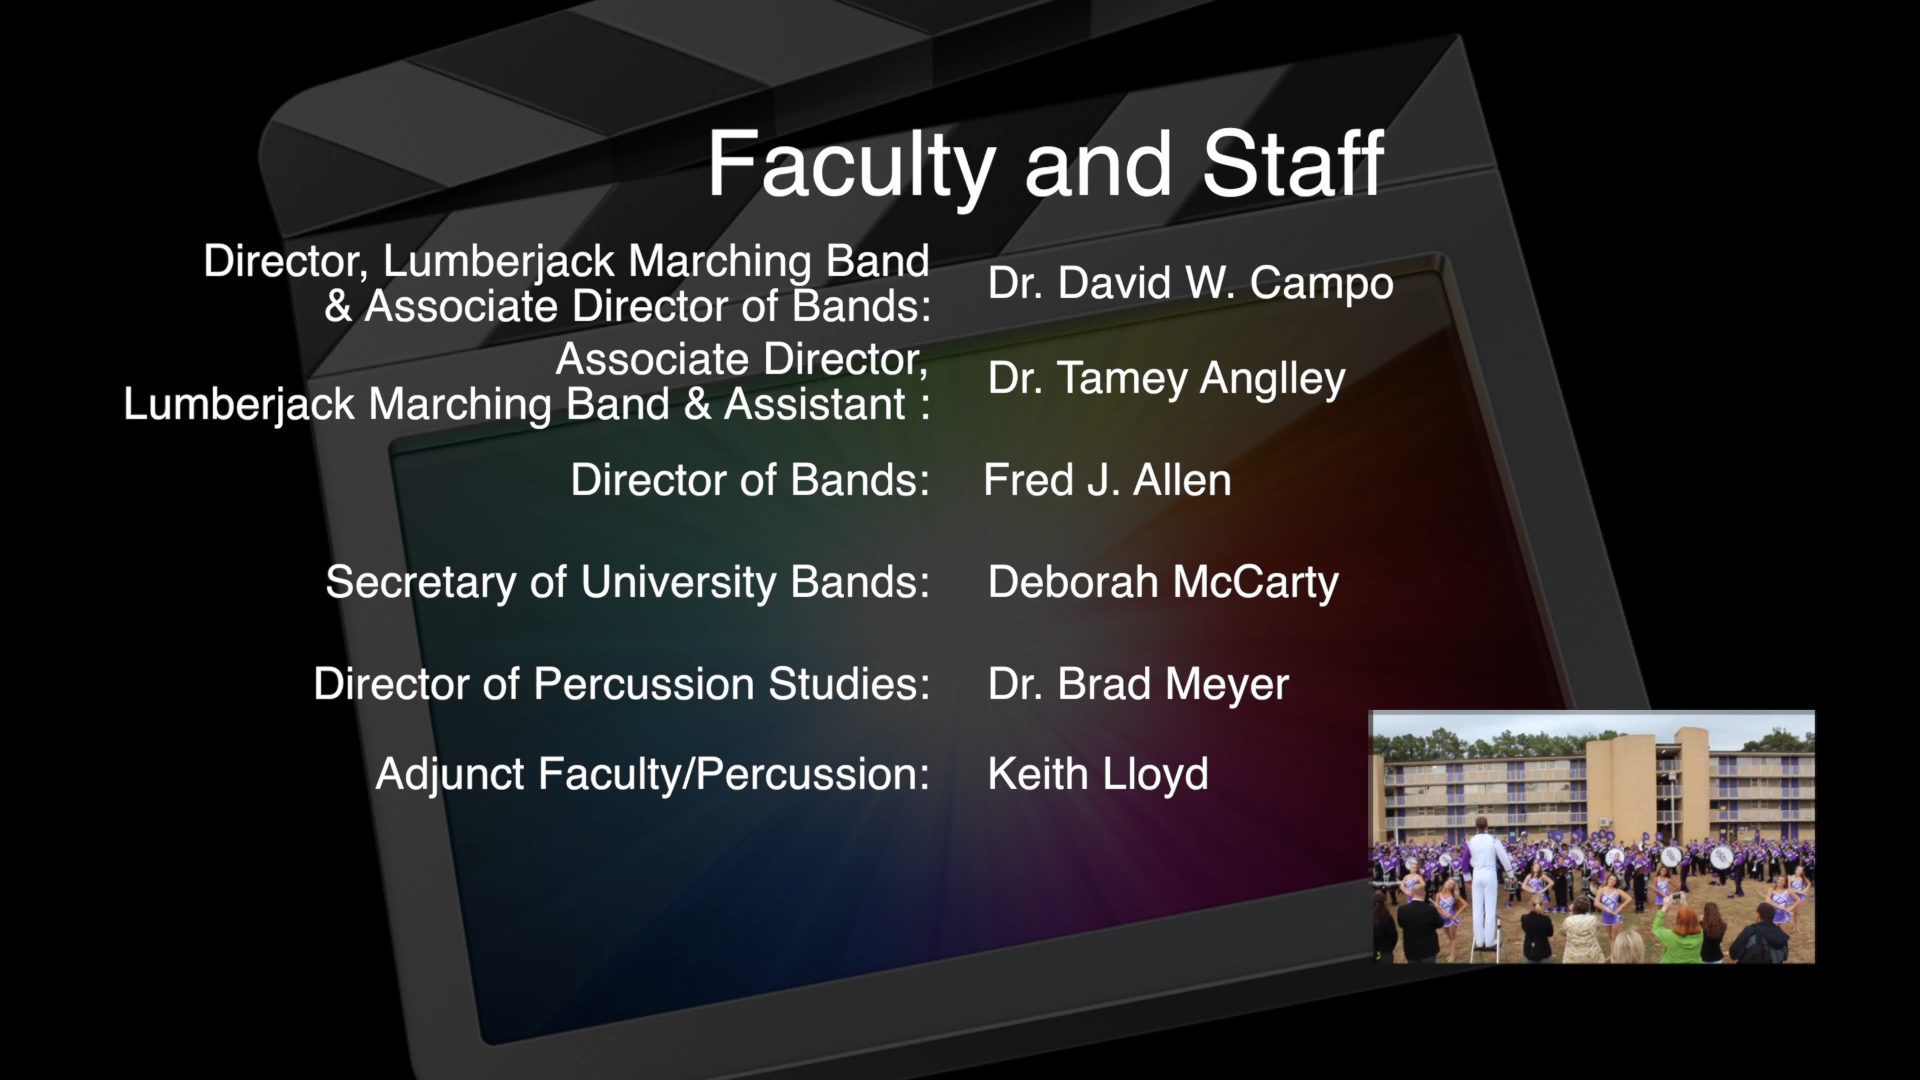 Faculty and Staff
Director, Lumberjack Marching Band
& Associate Director of Bands:
Dr. David W. Campo
Associate Director,
Lumberjack Marching Band & Assistant :
Dr. Tamey Anglley
Director of Bands: Fred J. Allen
Secretary of University Bands: Deborah McCarty
Director of Percussion Studies: Dr. Brad Meyer
Adjunct Faculty/Percussion: Keith Lloyd